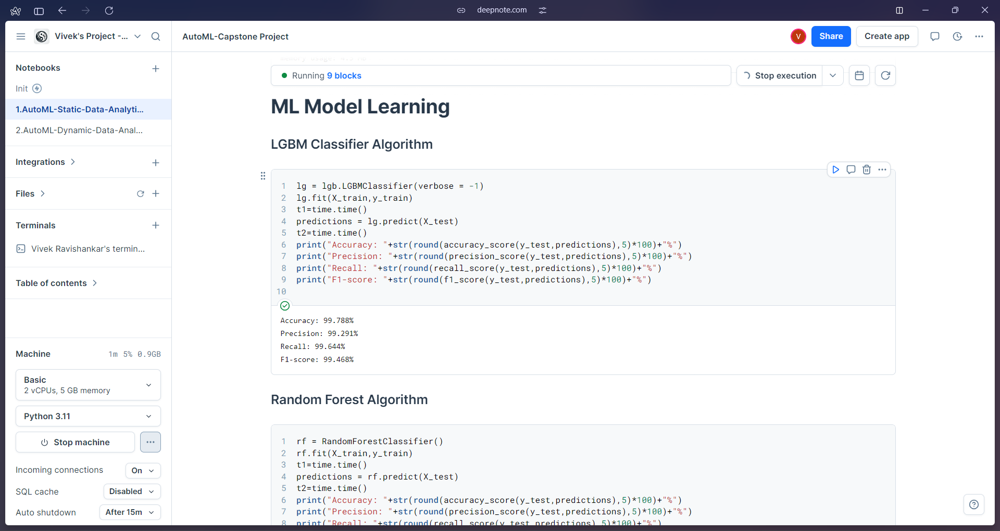 deepnote.com
Vivek's Project -...
AutoML-Capstone Project
V
Share
Create app
Notebooks
Init
1.AutoML-Static-Data-Analyti...
2.AutoML-Dynamic-Data-Anal...
Integrations
Files
Terminals
Vivek Ravishankar's termin...
Table of contents
Machine
1m 5% 0.9GB
Basic
2 vCPUs, 5 GB memory
Python 3.11
Stop machine
Incoming connections
On
SQL cache
Disabled
Auto shutdown
After 15m
Running 9 blocks
Stop execution
ML Model Learning
LGBM Classifier Algorithm
1 lg = lgb.LGBMClassifier(verbose = -1)
2 lg.fit(X_train,y_train)
3 t1=time.time()
4 predictions = lg.predict(X_test)
5 t2=time.time()
6 print("Accuracy: "+str(round(accuracy_score(y_test,predictions),5)*100)+"%")
7 print("Precision: "+str(round(precision_score(y_test,predictions),5)*100)+"%")
8 print("Recall: "+str(round(recall_score(y_test,predictions),5)*100)+"%")
9 print("F1-score: "+str(round(f1_score(y_test,predictions),5)*100)+"%")
10
Accuracy: 99.788%
Precision: 99.291%
Recall: 99.644%
F1-score: 99.468%
Random Forest Algorithm
1 rf = RandomForestClassifier()
2 rf.fit(X_train,y_train)
3 t1=time.time()
4 predictions = rf.predict(X_test)
5 t2=time.time()
6 print("Accuracy: "+str(round(accuracy_score(y_test,predictions),5)*100)+"%")
7 print("Precision: "+str(round(precision_score(y_test,predictions),5)*100)+"%")
8 print("Recall: "+str(round(recall_score(y_test,predictions),5)*100)+"%")